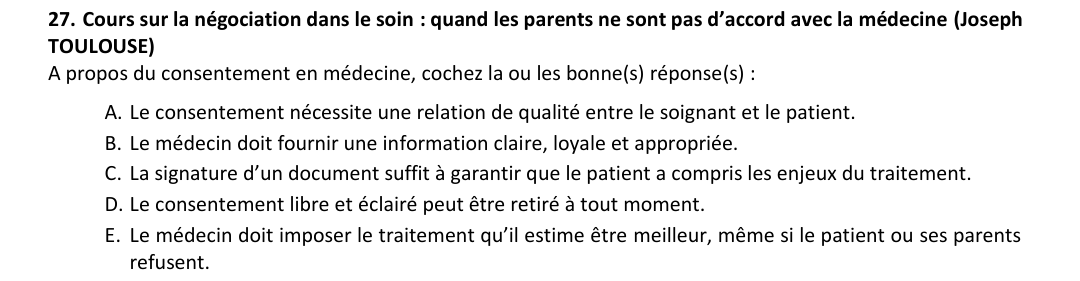 27. Cours sur la négociation dans le soin : quand les parents ne sont pas d’accord avec la médecine (Joseph
TOULOUSE)
A propos du consentement en médecine, cochez la ou les bonne(s) réponse(s) :
A. Le consentement nécessite une relation de qualité entre le soignant et le patient.
B. Le médecin doit fournir une information claire, loyale et appropriée.
C. La signature d’un document suffit à garantir que le patient a compris les enjeux du traitement.
D. Le consentement libre et éclairé peut être retiré à tout moment.
E. Le médecin doit imposer le traitement qu’il estime être meilleur, même si le patient ou ses parents
refusent.